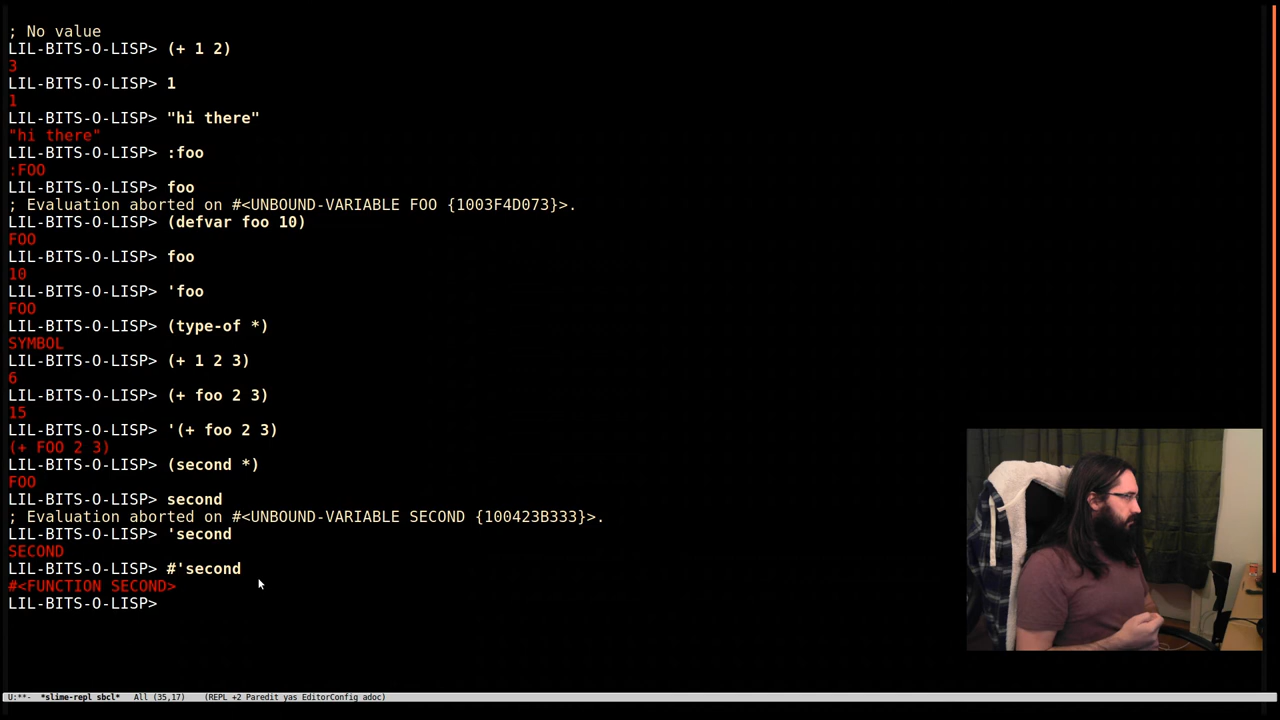 ; No value
LIL-BITS-O-LISP> (+ 1 2)
3
LIL-BITS-O-LISP> 1
1
LIL-BITS-O-LISP> "hi there"
"hi there"
LIL-BITS-O-LISP> :foo
:FOO
LIL-BITS-O-LISP> foo
; Evaluation aborted on #<UNBOUND-VARIABLE FOO {1003F4D073}>.
LIL-BITS-O-LISP> (defvar foo 10)
FOO
LIL-BITS-O-LISP> foo
10
LIL-BITS-O-LISP> 'foo
FOO
LIL-BITS-O-LISP> (type-of *)
SYMBOL
LIL-BITS-O-LISP> (+ 1 2 3)
6
LIL-BITS-O-LISP> (+ foo 2 3)
15
LIL-BITS-O-LISP> '(+ foo 2 3)
(+ FOO 2 3)
LIL-BITS-O-LISP> (second *)
FOO
LIL-BITS-O-LISP> second
; Evaluation aborted on #<UNBOUND-VARIABLE SECOND {100423B333}>.
LIL-BITS-O-LISP> 'second
SECOND
LIL-BITS-O-LISP> #'second
#<FUNCTION SECOND>
LIL-BITS-O-LISP>
U:**-  *slime-repl sbcl*   All (35,17)    (REPL +2 Paredit yas EditorConfig adoc)